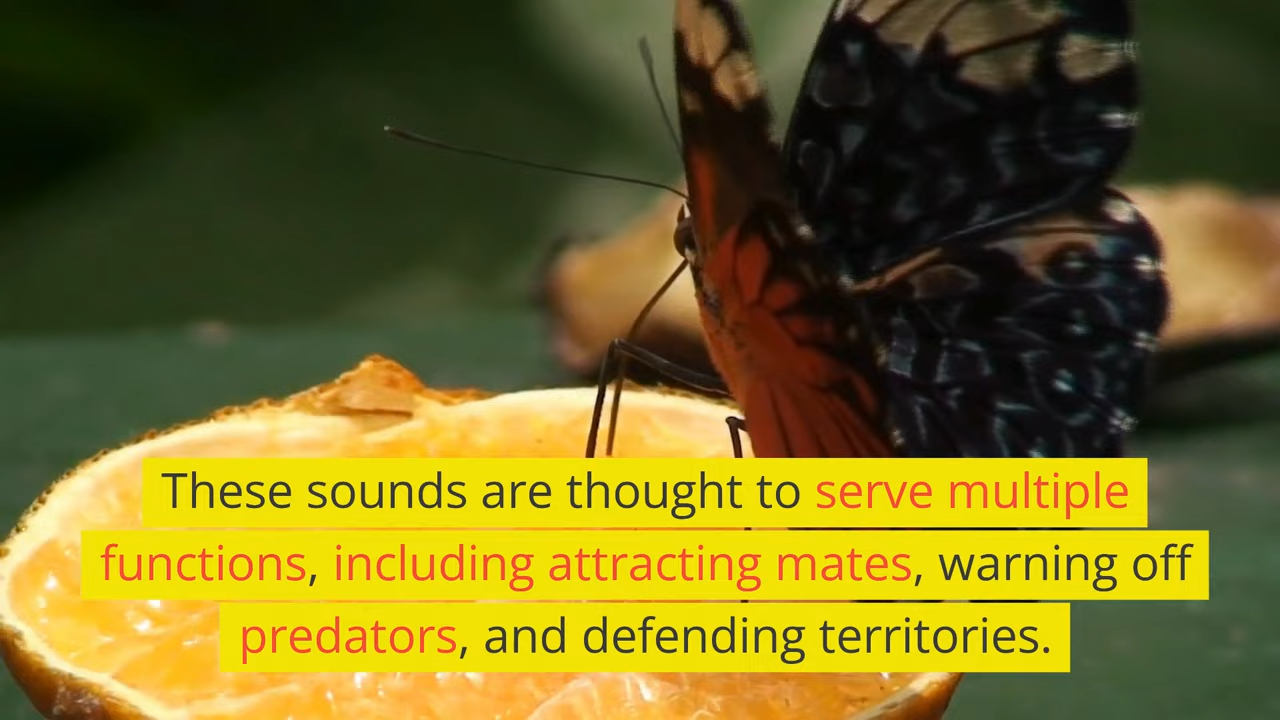 These sounds are thought to serve multiple
functions, including attracting mates, warning off
predators, and defending territories.